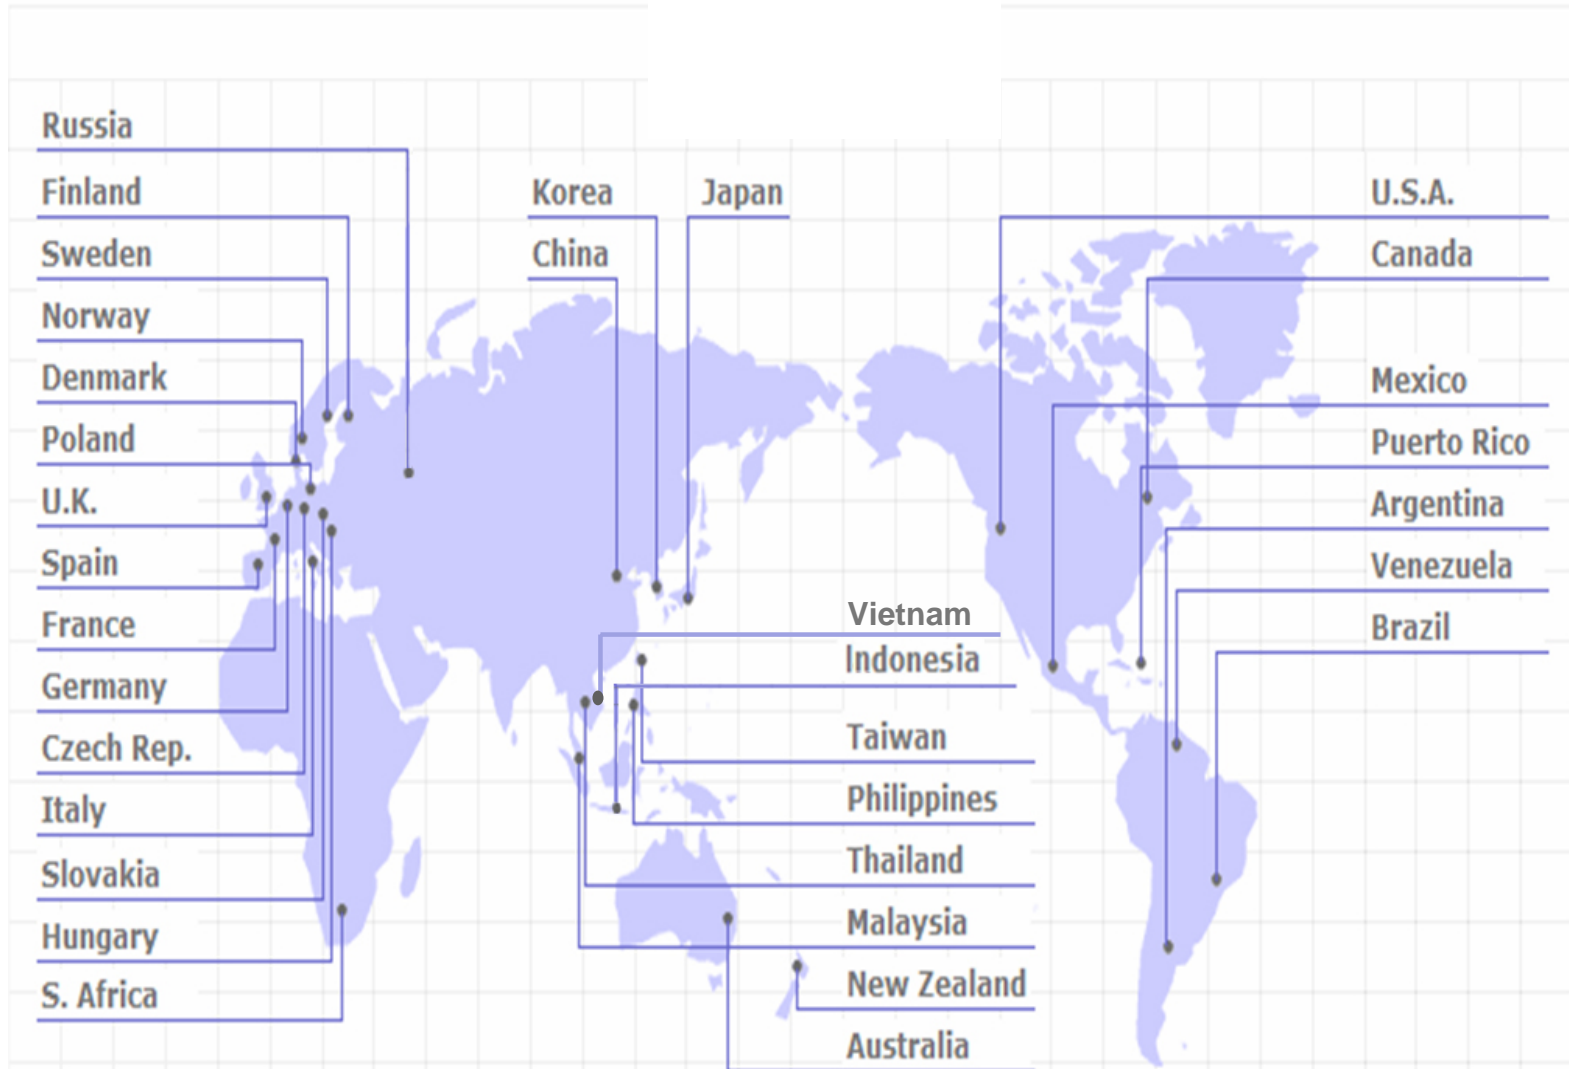 Russia
Finland
Sweden
Norway
Denmark
Poland
U.K.
Spain
France
Germany
Czech Rep.
Italy
Slovakia
Hungary
S. Africa
Korea
Japan
China
Vietnam
Indonesia
Taiwan
Philippines
Thailand
Malaysia
New Zealand
Australia
U.S.A.
Canada
Mexico
Puerto Rico
Argentina
Venezuela
Brazil